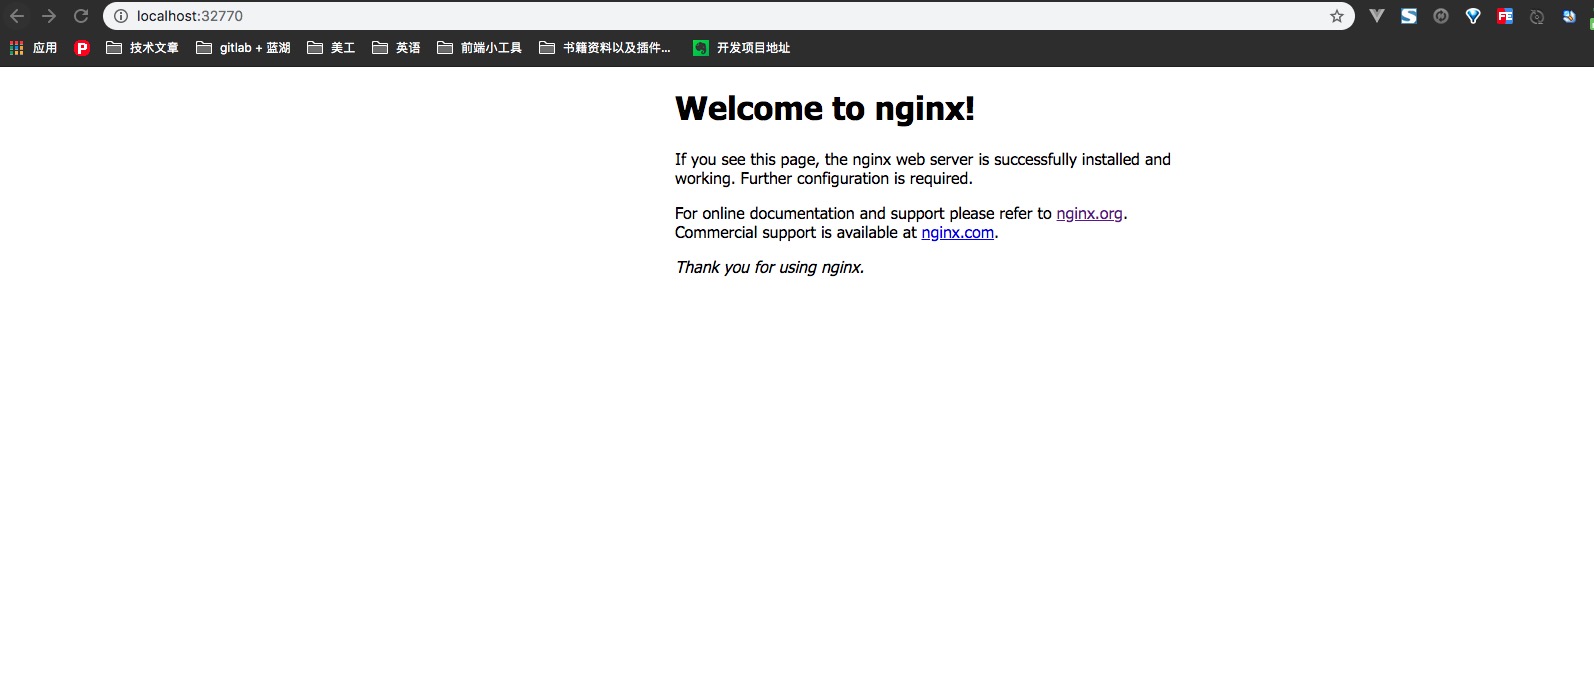 localhost:32770
应用 技术文章 gitlab + 蓝湖 美工 英语 前端小工具 书籍资料以及插件... 开发项目地址
Welcome to nginx!
If you see this page, the nginx web server is successfully installed and
working. Further configuration is required.
For online documentation and support please refer to nginx.org.
Commercial support is available at nginx.com.
Thank you for using nginx.